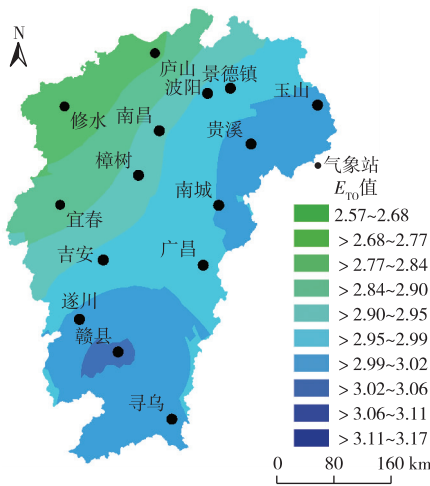 N
庐山
波阳 景德镇
玉山
修水
南昌
贵溪
樟树
南城
宜春
吉安
广昌
遂川
赣县
寻乌
气象站
ETO值
2.57~2.68
>2.68~2.77
>2.77~2.84
>2.84~2.90
>2.90~2.95
>2.95~2.99
>2.99~3.02
>3.02~3.06
>3.06~3.11
>3.11~3.17
0 80 160 km